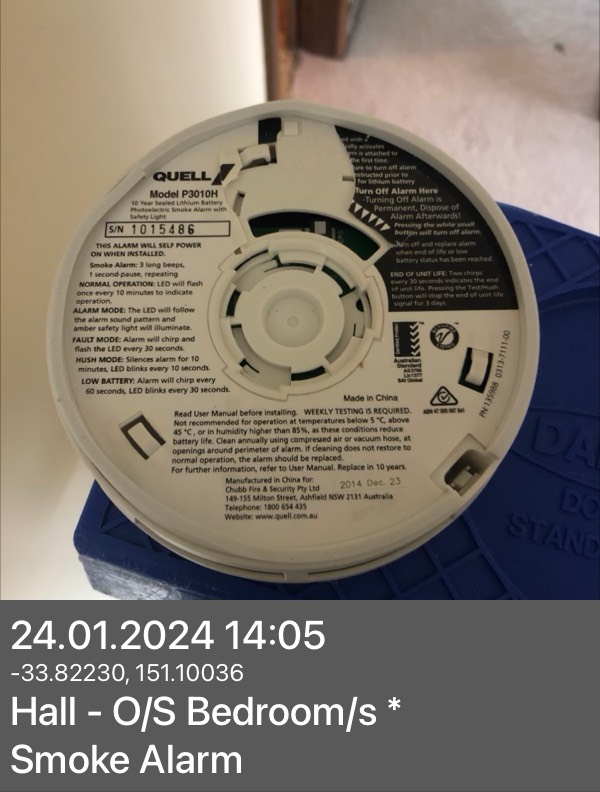 QUELL
Model P3010H
10 Year Sealed Lithium Battery
Photoelectric Smoke Alarm with
Safety Light
S/N 1015486
THIS ALARM WILL SELF POWER
ON WHEN INSTALLED.
Smoke Alarm: 3 long beeps,
1 second-pause, repeating
NORMAL OPERATION: LED will flash
once every 10 minutes to indicate
operation.
ALARM MODE: The LED will follow
the alarm sound pattern and
amber safety light will illuminate.
FAULT MODE: Alarm will chirp and
flash the LED every 30 seconds.
HUSH MODE: Silences alarm for 10
minutes, LED blinks every 10 seconds.
LOW BATTERY: Alarm will chirp every
60 seconds, LED blinks every 30 seconds.
activates
is attached to
the first time:
to turn off alarm
prior to
for lithium battery
Turn Off Alarm Here
-Turning Off Alarm is
Permanent, Dispose of
Alarm Afterwards!
Pressing the white small
button will turn off alarm.
Turn off and replace alarm
when end of life or low
battery status has been reached.
END OF UNIT LIFE: Two chirps
every 30 seconds indicates the end
of unit life. Pressing the Test/Hush
button will stop the end of unit life
signal for 3 days.
Australian
Standard
AS3786
SAI Global
PN/135988 0313-7111-00
Made in China
Read User Manual before installing. WEEKLY TESTING IS REQUIRED.
Not recommended for operation at temperatures below 5 °C, above
45 °C, or in humidity higher than 85%, as these conditions reduce
battery life. Clean annually using compressed air or vacuum hose, at
openings around perimeter of alarm. If cleaning does not restore to
normal operation, the alarm should be replaced.
For further information, refer to User Manual. Replace in 10 years.
Manufactured in China for:
Chubb Fire & Security Pty Ltd
149-155 Milton Street, Ashfield NSW 2131 Australia
Telephone: 1800 654 435
Website: www.quell.com.au
2014 Dec. 23
DO
STAND
24.01.2024 14:05
-33.82230, 151.10036
Hall - O/S Bedroom/s *
Smoke Alarm